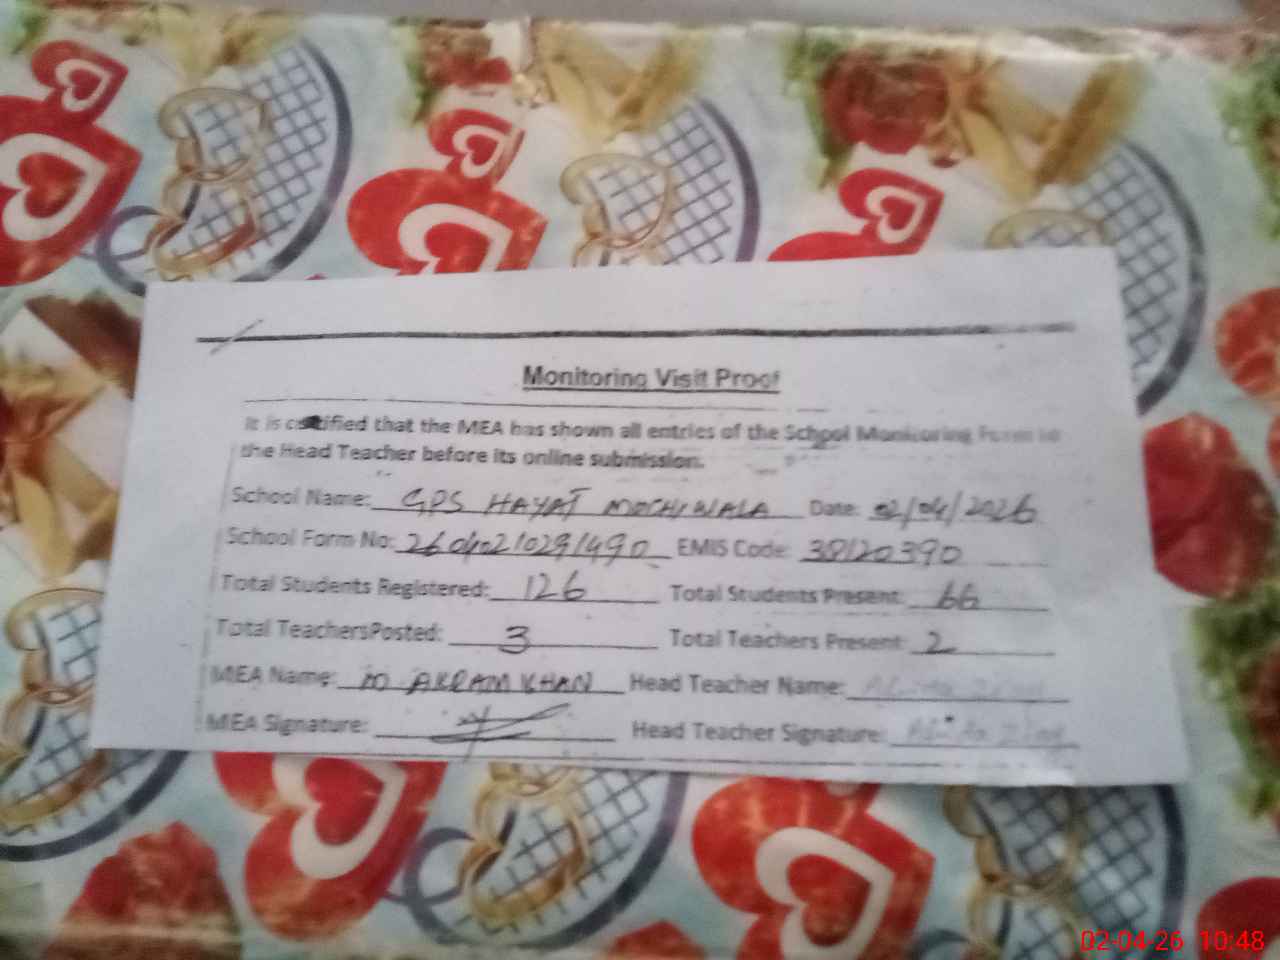 Monitoring Visit Proof
It is certified that the MEA has shown all entries of the School Monitoring Form to
the Head Teacher before its online submission.
School Name: GPS HAYAT MOCHIWALA Date: 02/04/2026
School Form No: 26040210291490 EMIS Code: 38120390
Total Students Registered: 126 Total Students Present: 66
Total TeachersPosted: 3 Total Teachers Present: 2
MEA Name: M AKRAM KHAN Head Teacher Name:
MEA Signature: Head Teacher Signature:
02-04-26 10:48